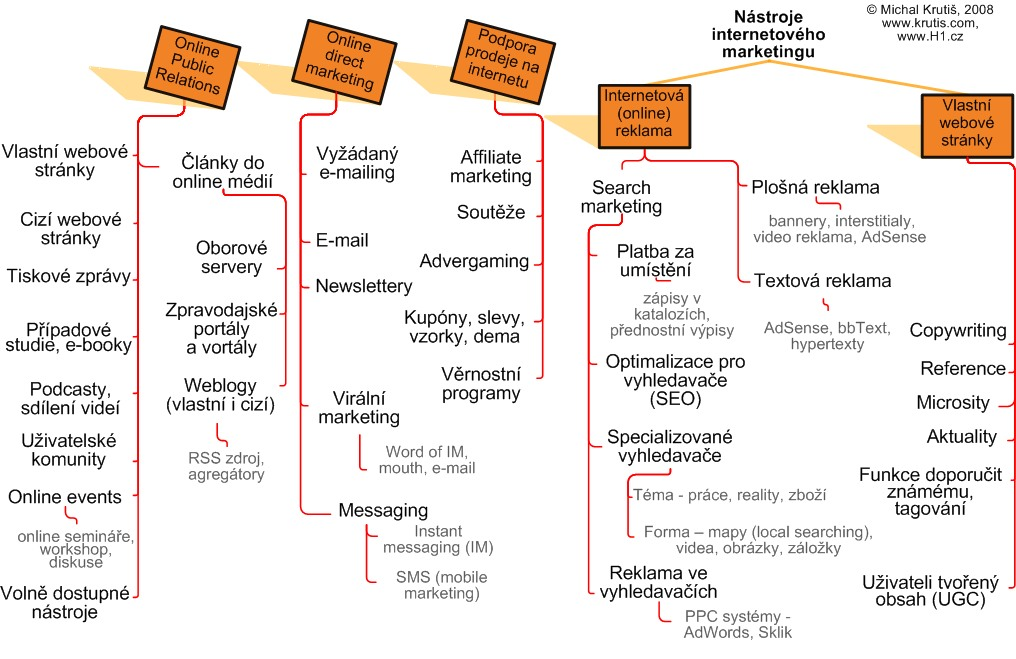 © Michal Krutiš, 2008
www.krutis.com,
www.H1.cz
Nástroje
internetového
marketingu
Online
Public
Relations
Vlastní webové
stránky
Cizí webové
stránky
Tiskové zprávy
Případové
studie, e-booky
Podcasty,
sdílení videí
Uživatelské
komunity
Online events
online semináře,
workshop,
diskuse
Volně dostupné
nástroje
Články do
online médií
Oborové
servery
Zpravodajské
portály
a vortály
Weblogy
(vlastní i cizí)
RSS zdroj,
agregátory
Online
direct
marketing
Vyžádaný
e-mailing
E-mail
Newslettery
Virální
marketing
Word of IM,
mouth, e-mail
Messaging
Instant
messaging (IM)
SMS (mobile
marketing)
Podpora
prodeje na
internetu
Affiliate
marketing
Soutěže
Advergaming
Kupóny, slevy,
vzorky, dema
Věrnostní
programy
Internetová
(online)
reklama
Search
marketing
Platba za
umístění
zápisy v
katalozích,
přednostní výpisy
Optimalizace pro
vyhledavače
(SEO)
Specializované
vyhledavače
Téma - práce, reality, zboží
Forma – mapy (local searching),
videa, obrázky, záložky
Reklama ve
vyhledavačích
PPC systémy -
AdWords, Sklik
Plošná reklama
bannery, interstitialy,
video reklama, AdSense
Textová reklama
AdSense, bbText,
hypertexty
Vlastní
webové
stránky
Copywriting
Reference
Microsity
Aktuality
Funkce doporučit
známému,
tagování
Uživateli tvořený
obsah (UGC)